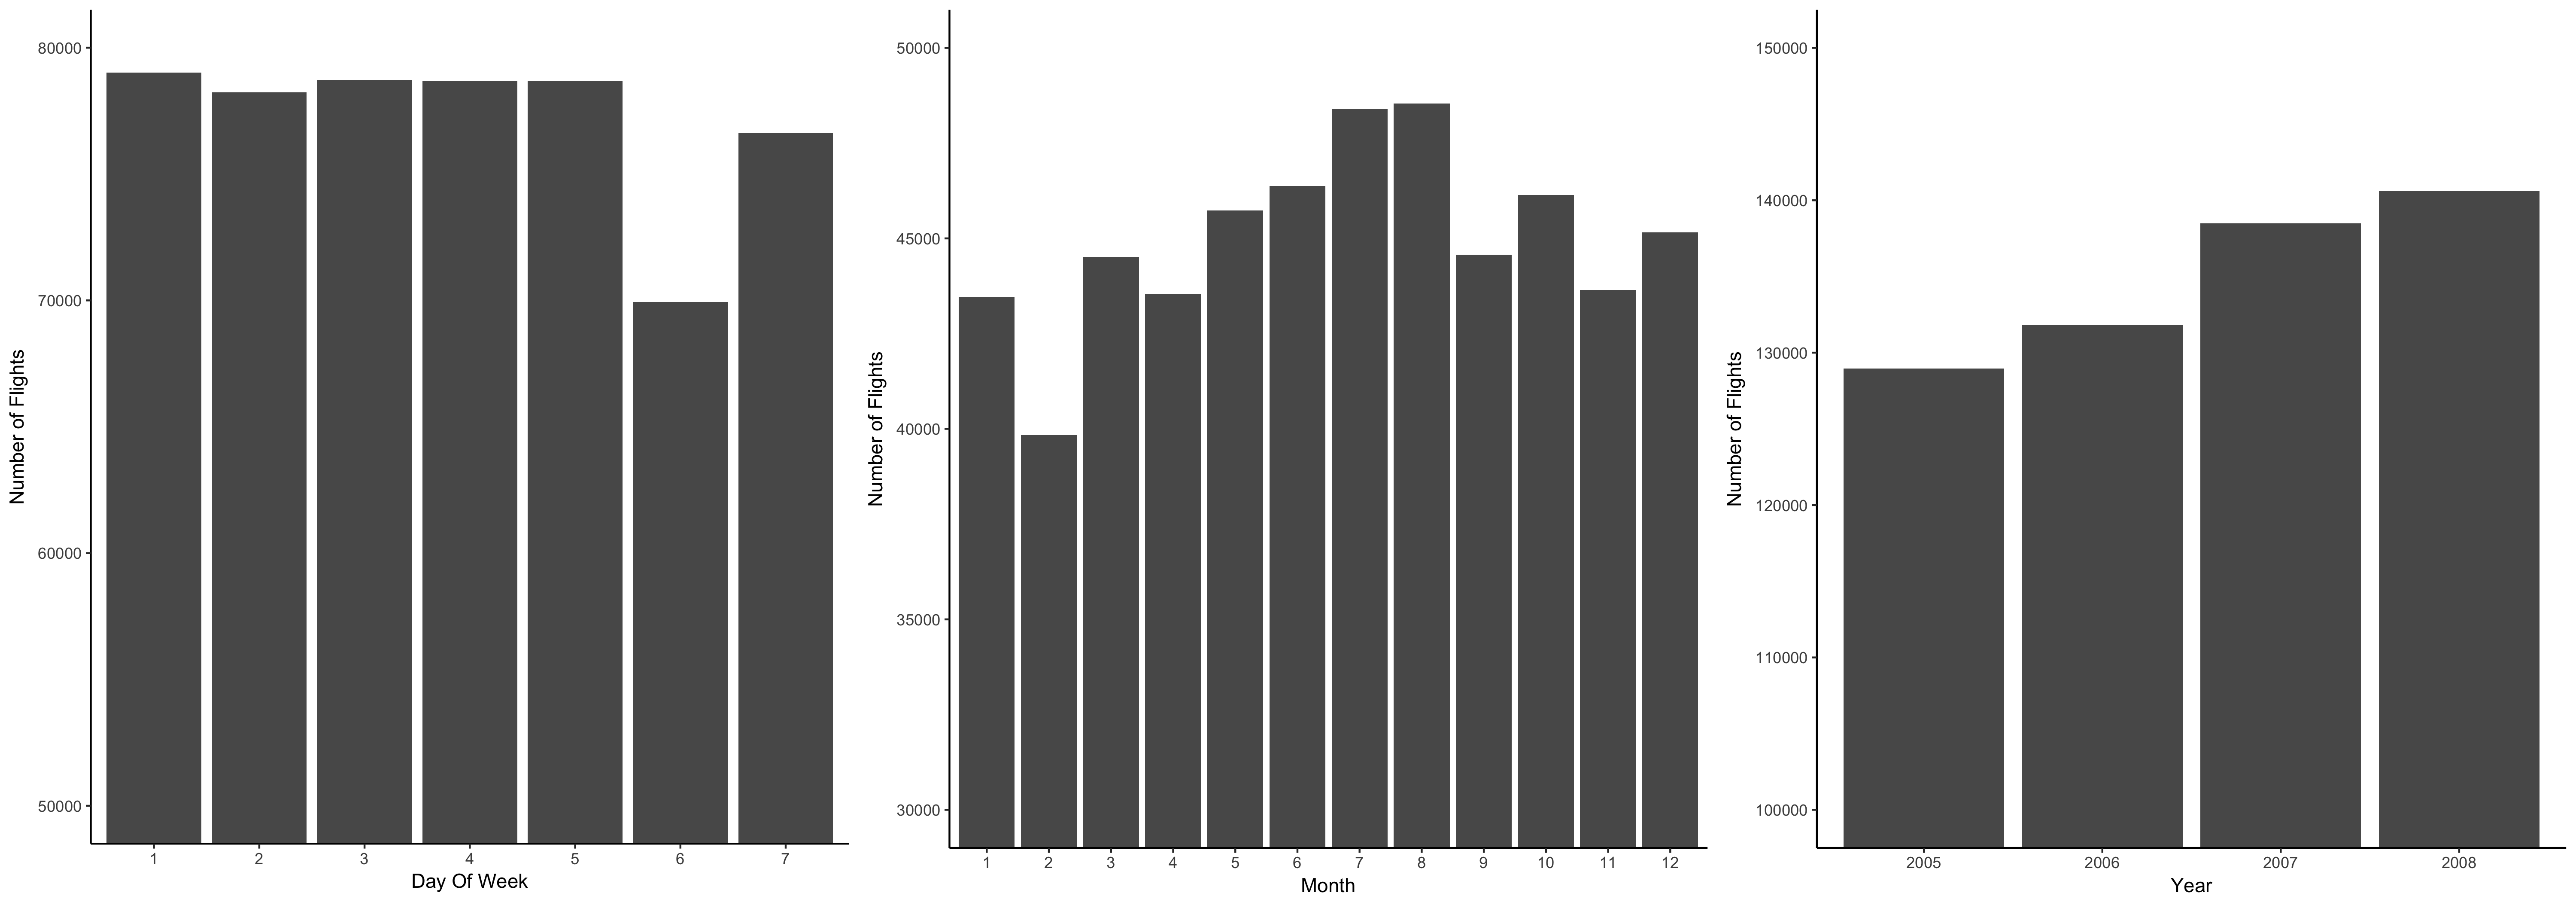 Number of Flights
80000
70000
60000
50000
1 2 3 4 5 6 7
Day Of Week
Number of Flights
50000
45000
40000
35000
30000
1 2 3 4 5 6 7 8 9 10 11 12
Month
Number of Flights
150000
140000
130000
120000
110000
100000
2005 2006 2007 2008
Year